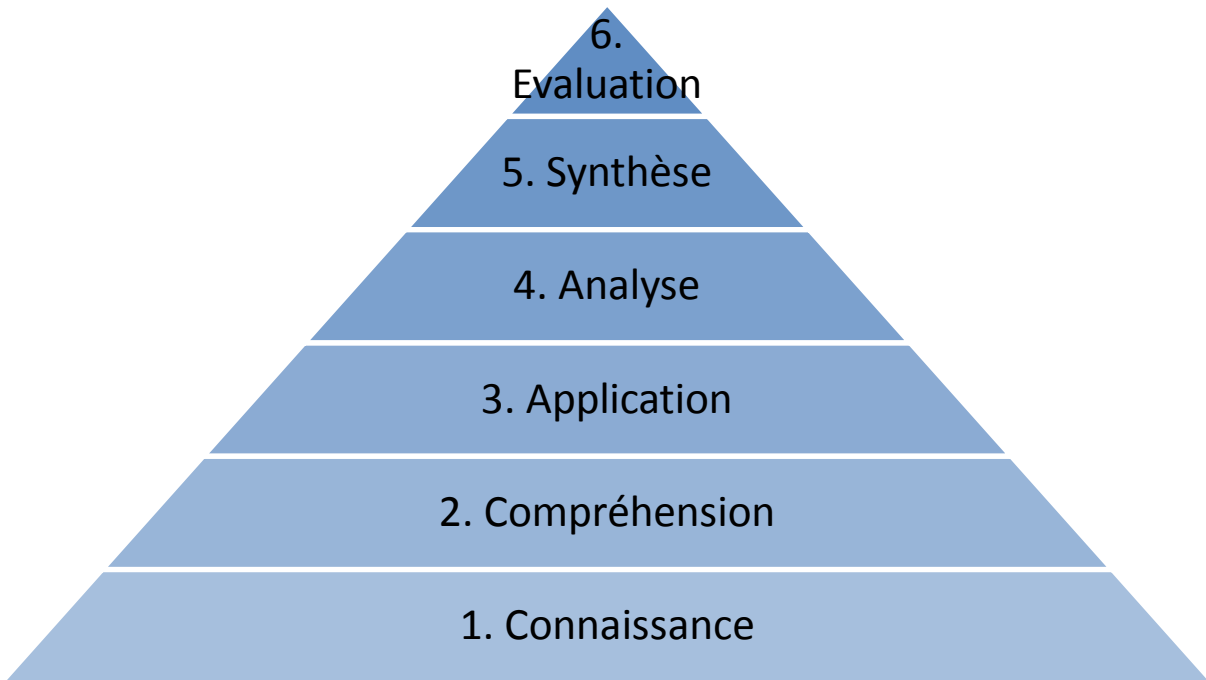 6.
Evaluation
5. Synthèse
4. Analyse
3. Application
2. Compréhension
1. Connaissance